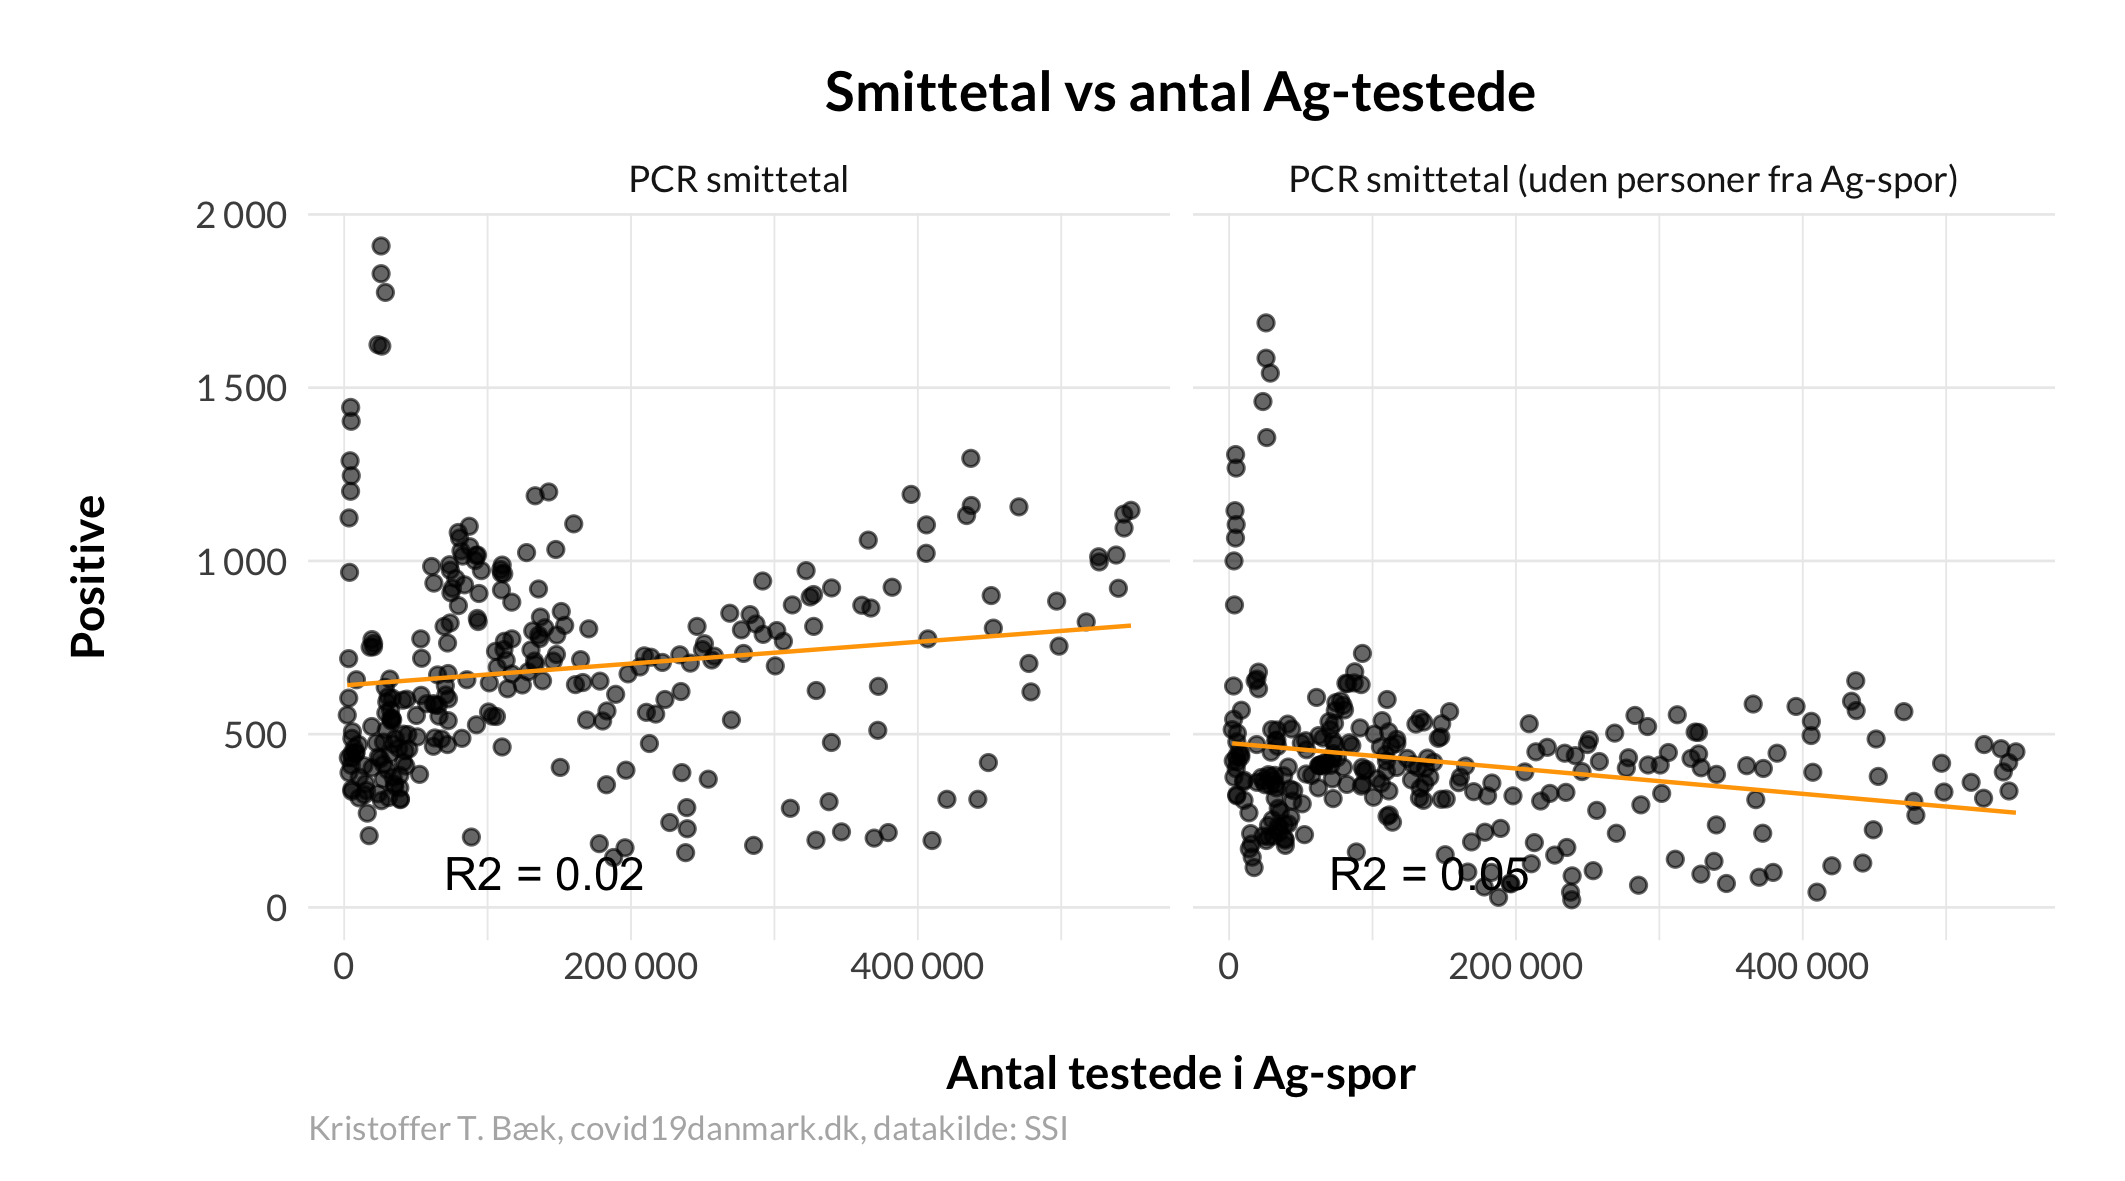 Smittetal vs antal Ag-testede
PCR smittetal
PCR smittetal (uden personer fra Ag-spor)
Positive
2 000
1 500
1 000
500
0
R2 = 0.02
R2 = 0.05
0
200 000
400 000
0
200 000
400 000
Antal testede i Ag-spor
Kristoffer T. Bæk, covid19danmark.dk, datakilde: SSI